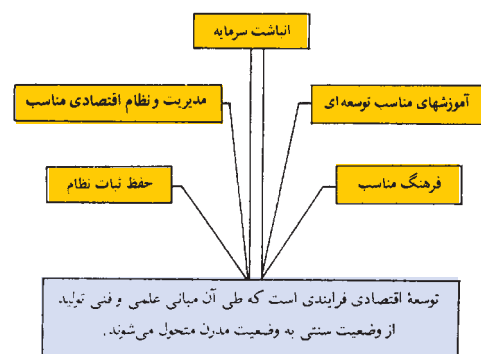 انباشت سرمایه
آموزشهای مناسب توسعه ای
مدیریت و نظام اقتصادی مناسب
فرهنگ مناسب
حفظ ثبات نظام
توسعهٔ اقتصادی فرایندی است که طی آن مبانی علمی و فنی تولید
از وضعیت سنتی به وضعیت مدرن متحول می‌شوند .